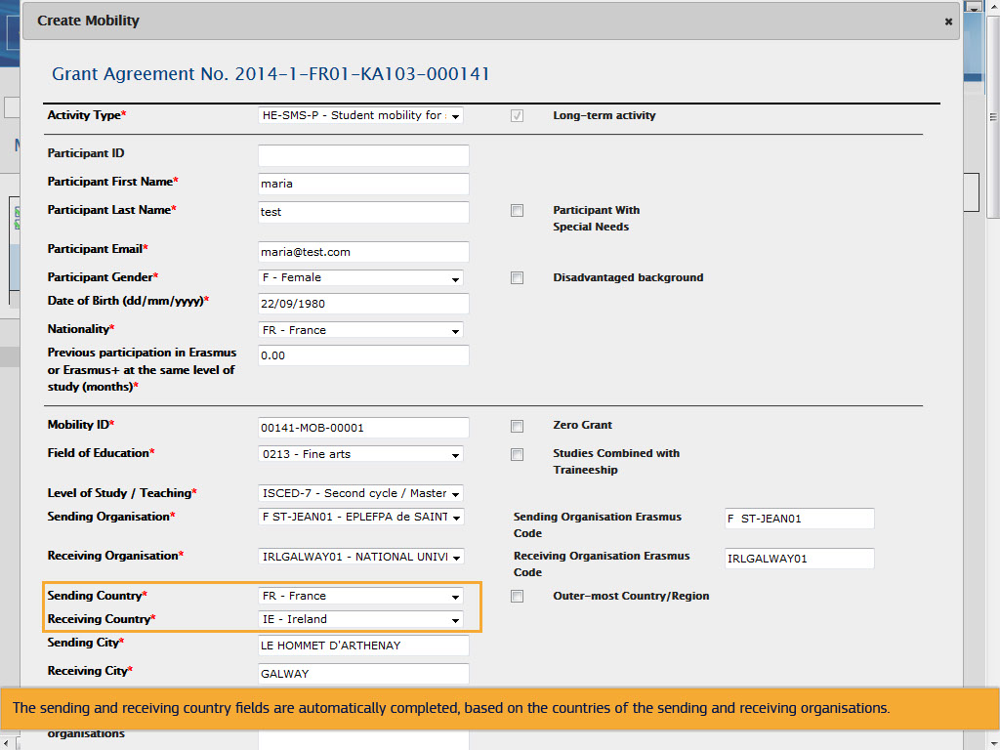 Create Mobility
Grant Agreement No. 2014-1-FR01-KA103-000141
Activity Type* HE-SMS-P - Student mobility for Long-term activity
Participant ID
Participant First Name* maria
Participant Last Name* test Participant With
Special Needs
Participant Email* maria@test.com
Participant Gender* F - Female Disadvantaged background
Date of Birth (dd/mm/yyyy)* 22/09/1980
Nationality* FR - France
Previous participation in Erasmus 0.00
or Erasmus+ at the same level of
study (months)*
Mobility ID* 00141-MOB-00001 Zero Grant
Field of Education* 0213 - Fine arts Studies Combined with
Traineeship
Level of Study / Teaching* ISCED-7 - Second cycle / Master
Sending Organisation* F ST-JEAN01 - EPLEFPA de SAINT Sending Organisation Erasmus F  ST-JEAN01
Code
Receiving Organisation* IRLGALWAY01 - NATIONAL UNIV Receiving Organisation Erasmus IRLGALWAY01
Code
Sending Country* FR - France Outer-most Country/Region
Receiving Country* IE - Ireland
Sending City* LE HOMMET D'ARTHENAY
Receiving City* GALWAY
The sending and receiving country fields are automatically completed, based on the countries of the sending and receiving organisations.
organisations